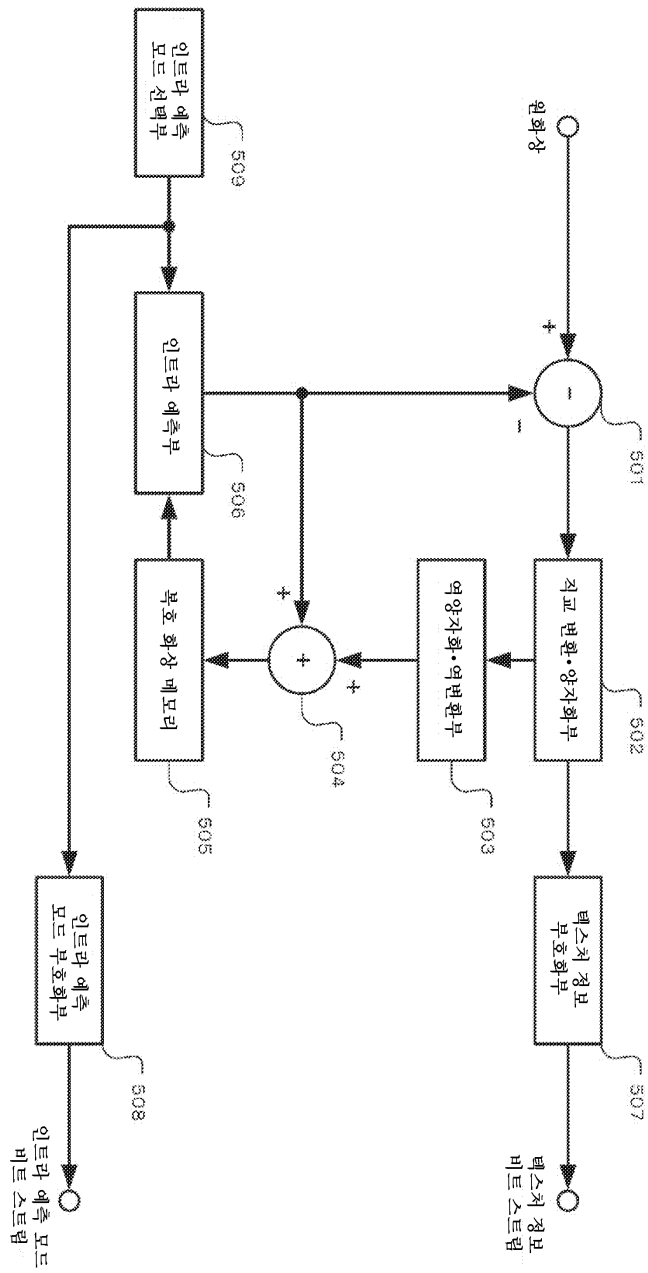 501
502
507
원화상
+
-
직교 변환·양자화부
텍스처 정보
부호화부
텍스처 정보
비트 스트림
-
503
역양자화·역변환부
+
504
+
+
509
506
505
인트라 예측
모드 선택부
인트라 예측부
복호 화상 메모리
508
인트라 예측
모드 부호화부
인트라 예측 모드
비트 스트림